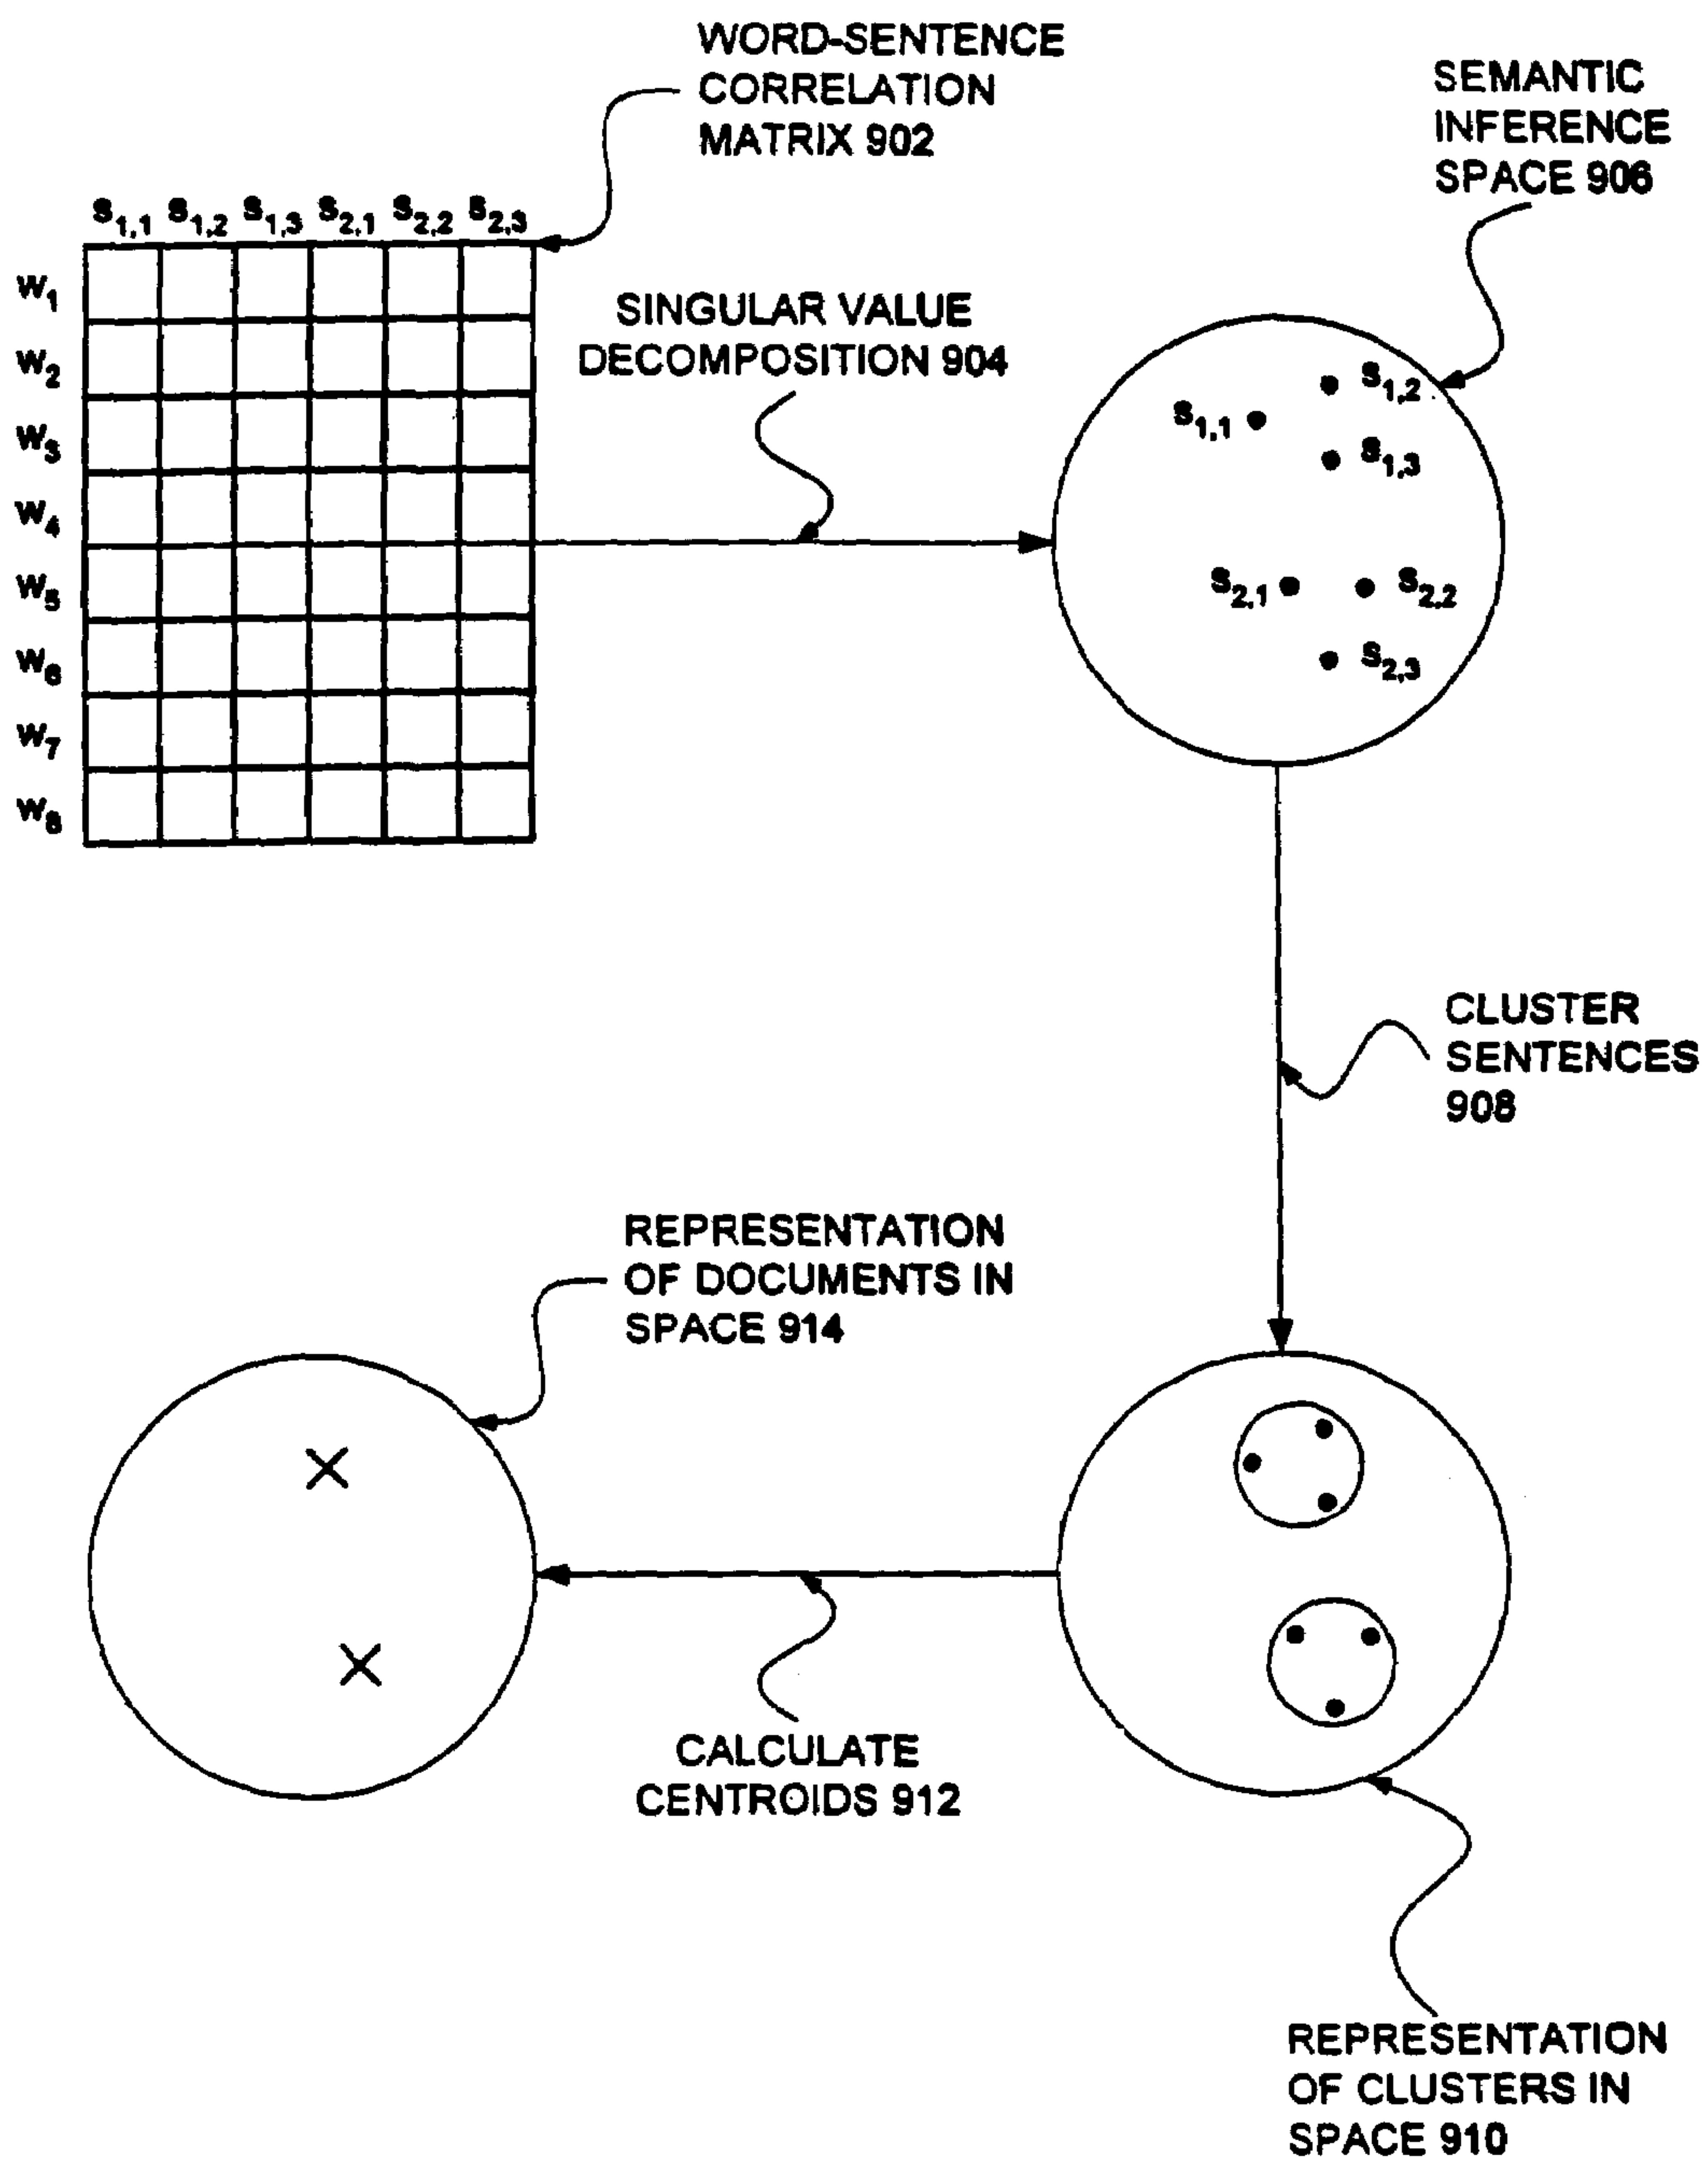 WORD-SENTENCE
CORRELATION
MATRIX 902
SEMANTIC
INFERENCE
SPACE 906
S1,1 S1,2 S1,3 S2,1 S2,2 S2,3
W1
W2
W3
W4
W5
W6
W7
W8
SINGULAR VALUE
DECOMPOSITION 904
S1,2
S1,1
S1,3
S2,1 S2,2
S2,3
CLUSTER
SENTENCES
908
REPRESENTATION
OF DOCUMENTS IN
SPACE 914
CALCULATE
CENTROIDS 912
REPRESENTATION
OF CLUSTERS IN
SPACE 910